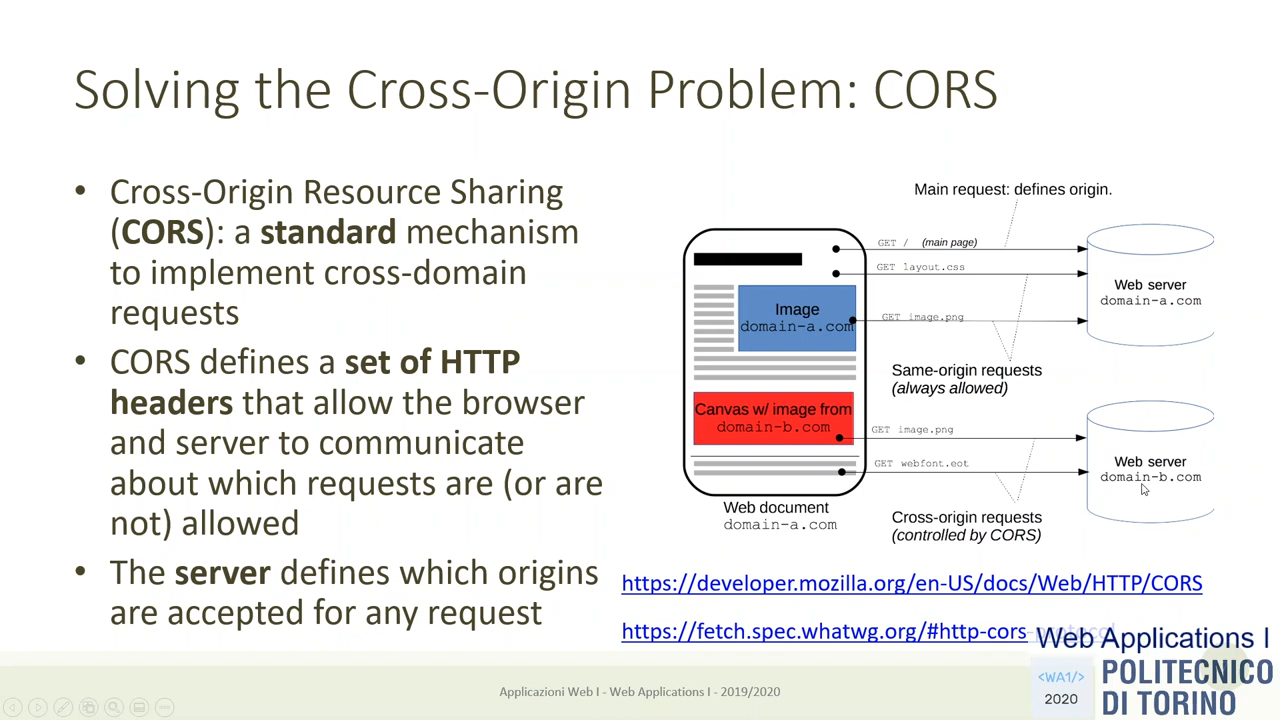 Solving the Cross-Origin Problem: CORS
• Cross-Origin Resource Sharing
(CORS): a standard mechanism
to implement cross-domain
requests
• CORS defines a set of HTTP
headers that allow the browser
and server to communicate
about which requests are (or are
not) allowed
• The server defines which origins
are accepted for any request
Main request: defines origin.
GET / (main page)
GET layout.css
Image
domain-a.com
GET image.png
Web server
domain-a.com
Same-origin requests
(always allowed)
Canvas w/ image from
domain-b.com
GET image.png
GET webfont.eot
Web server
domain-b.com
Web document
domain-a.com
Cross-origin requests
(controlled by CORS)
https://developer.mozilla.org/en-US/docs/Web/HTTP/CORS
https://fetch.spec.whatwg.org/#http-cors-protocol
Web Applications I
Applicazioni Web I - Web Applications I - 2019/2020
<WA1/>
2020
POLITECNICO
DI TORINO